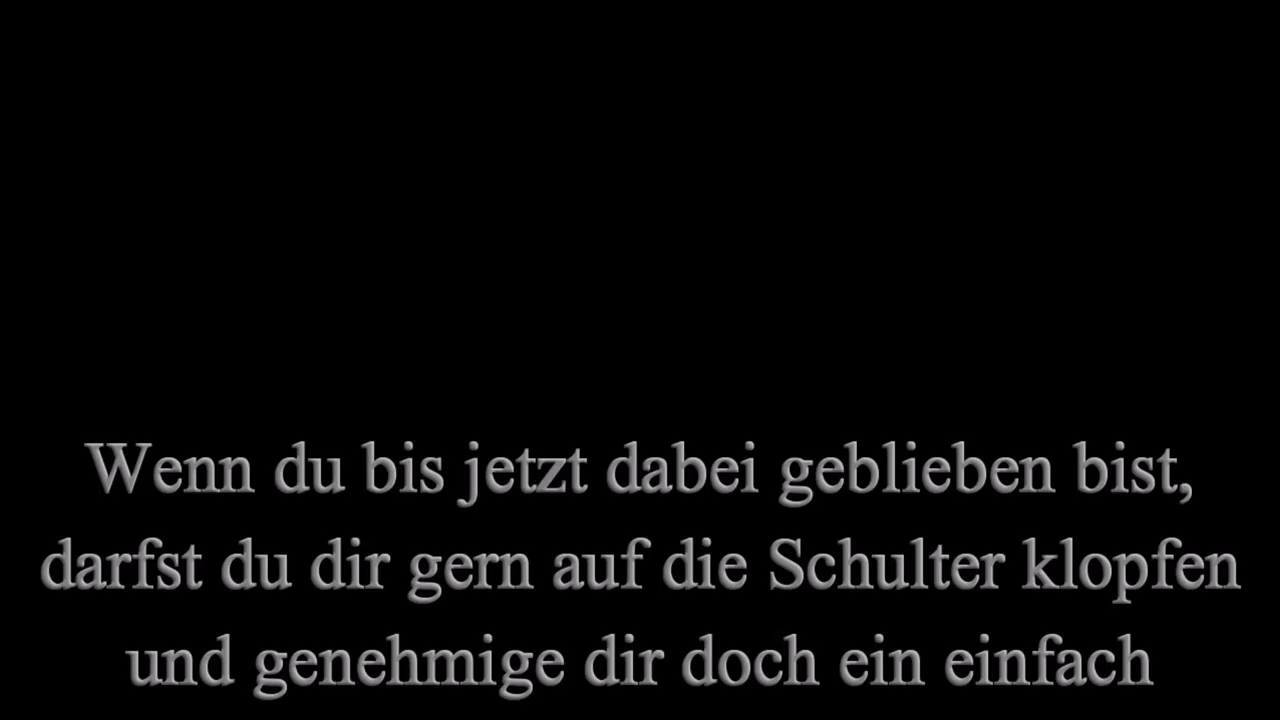 Wenn du bis jetzt dabei geblieben bist,
darfst du dir gern auf die Schulter klopfen
und genehmige dir doch ein einfach